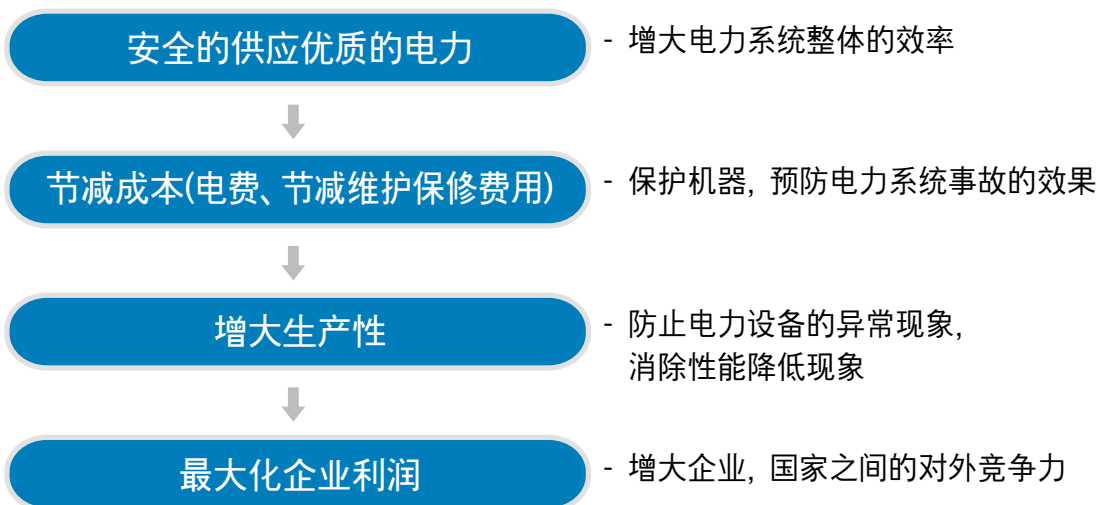 安全的供应优质的电力
- 增大电力系统整体的效率
节减成本(电费、节减维护保修费用)
- 保护机器, 预防电力系统事故的效果
增大生产性
- 防止电力设备的异常现象,
消除性能降低现象
最大化企业利润
- 增大企业, 国家之间的对外竞争力